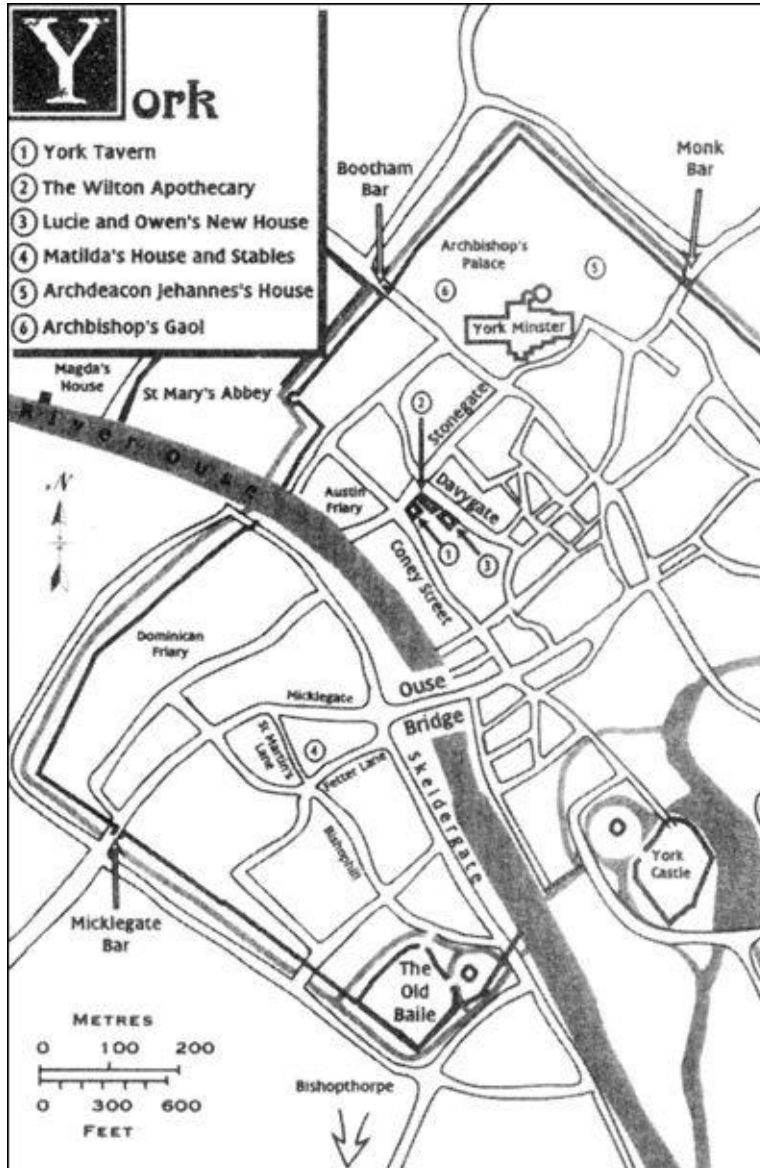 York
1 York Tavern
2 The Wilton Apothecary
3 Lucie and Owen's New House
4 Matilda's House and Stables
5 Archdeacon Jehannes's House
6 Archbishop's Gaol
Bootham
Bar
Monk
Bar
Archbishop's
Palace
5
6
York Minster
Magda's
House
St Mary's Abbey
River Ouse
2
Stonegate
Davygate
Austin
Friary
1
3
Coney Street
N
Dominican
Friary
Micklegate
Ouse
Bridge
St Martin's
Lane
4
Fetter Lane
Skeldergate
Bishophill
York
Castle
Micklegate
Bar
The
Old
Baile
METRES
0 100 200
0 300 600
FEET
Bishopthorpe